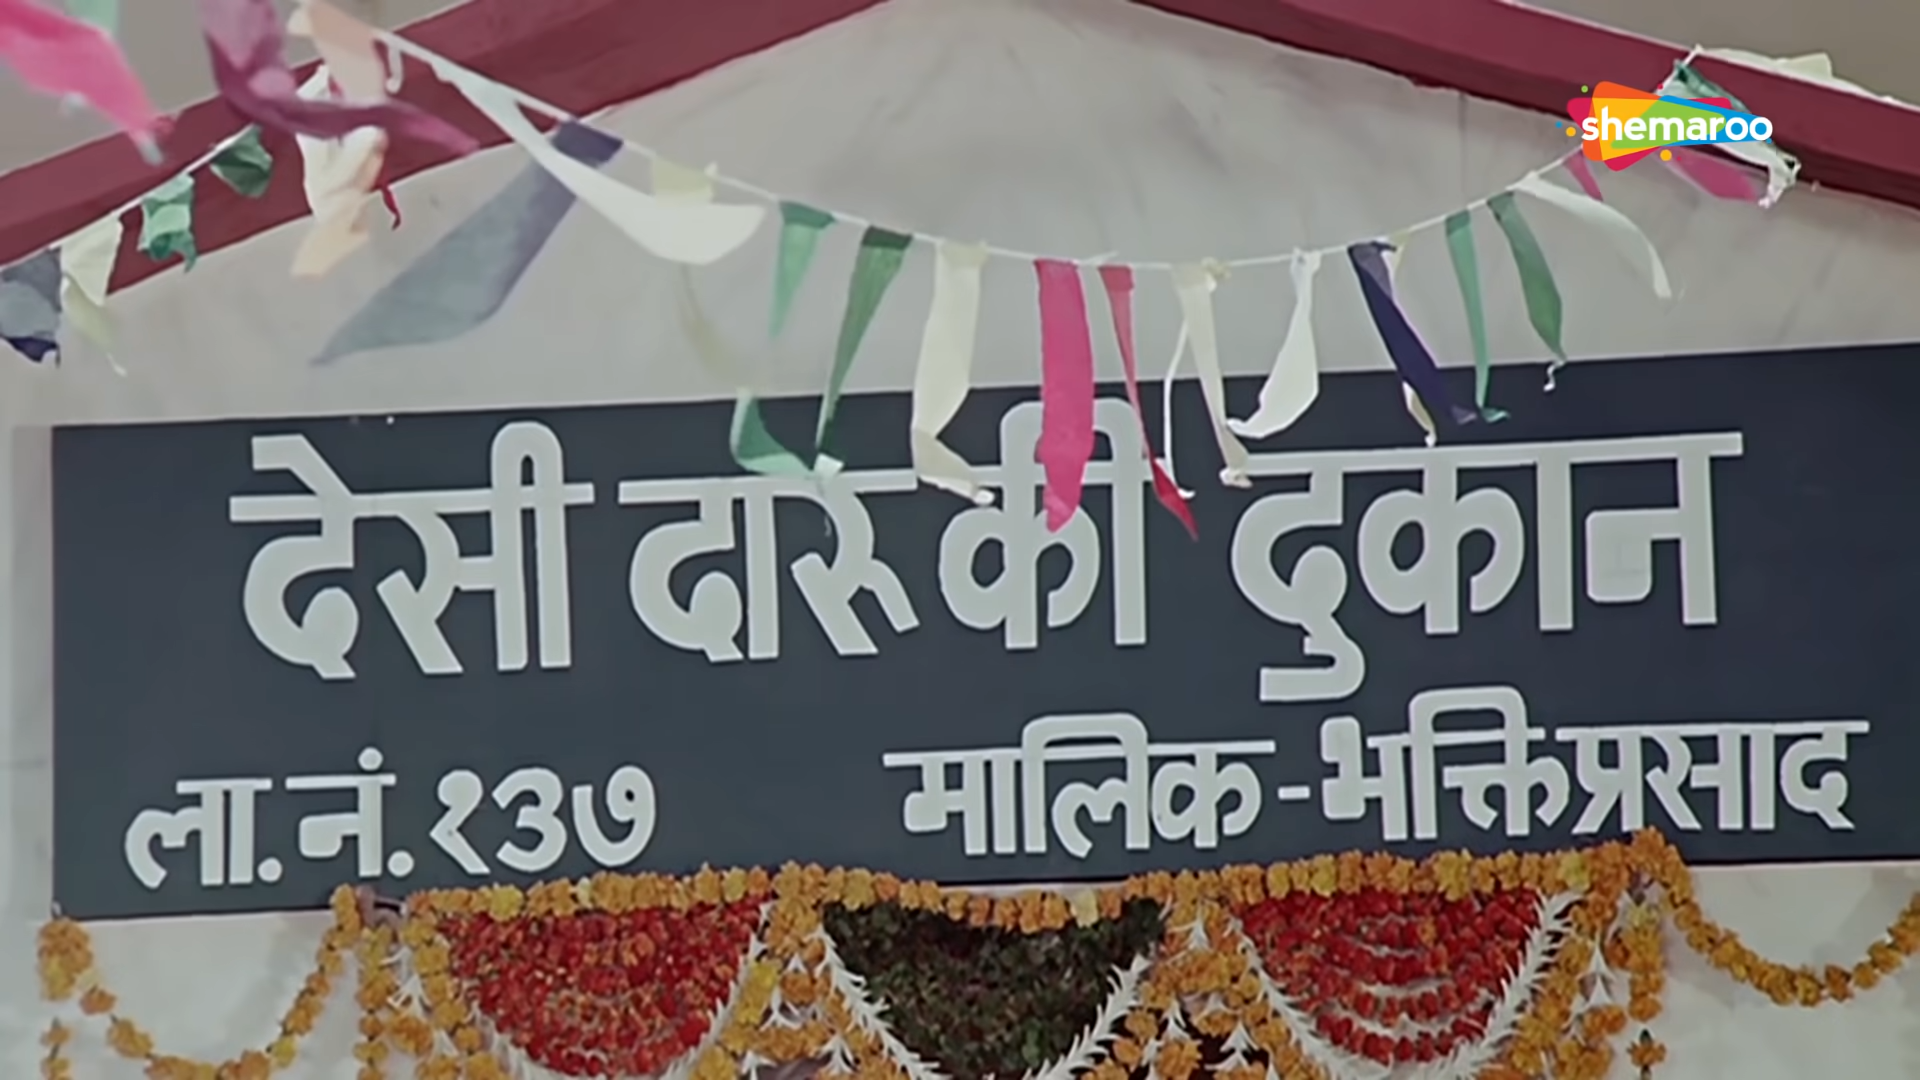 shemaroo
देसी दारू की दुकान
ला. नं. १३७ मालिक - भक्तिप्रसाद